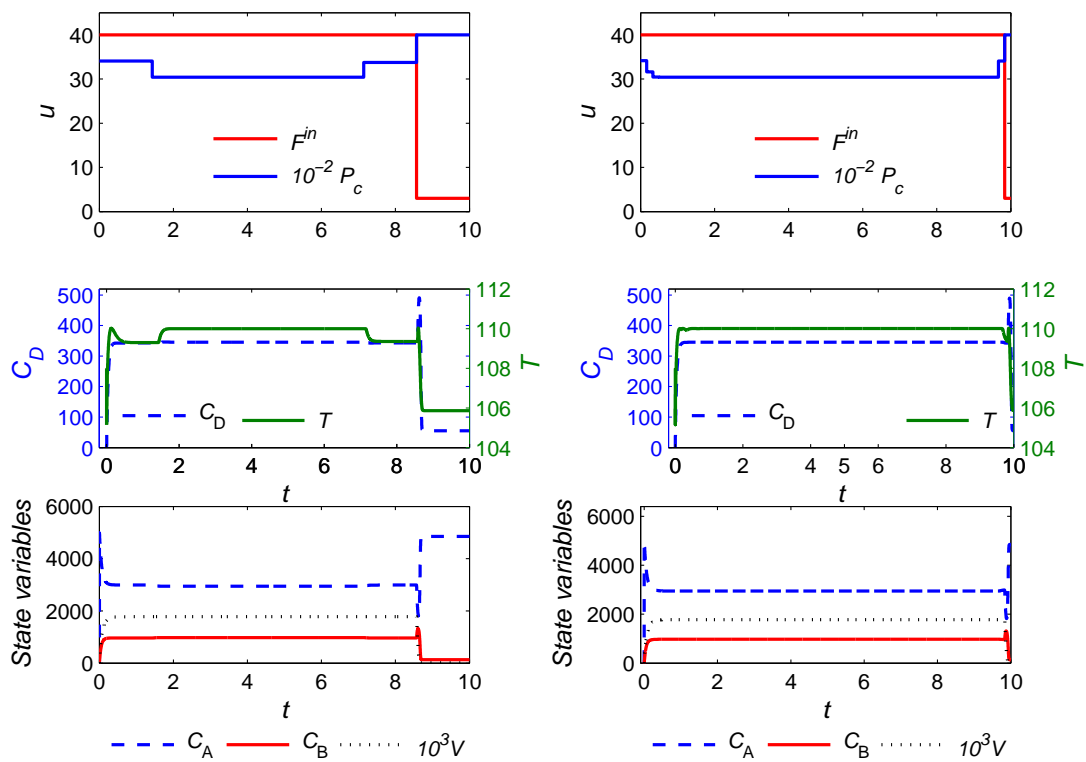 40
30
20
10
0
u
F^in
10^−2 P_c
0 2 4 6 8 10
40
30
20
10
0
u
F^in
10^−2 P_c
0 2 4 6 8 10
500
400
300
200
100
0
C_D
112
110
108
106
104
T
C_D
T
0 2 4 6 8 10
t
500
400
300
200
100
0
C_D
112
110
108
106
104
T
C_D
T
0 2 4 5 6 8 10
t
6000
4000
2000
0
State variables
0 2 4 6 8 10
t
C_A
C_B
10^3V
6000
4000
2000
0
State variables
0 2 4 6 8 10
t
C_A
C_B
10^3V